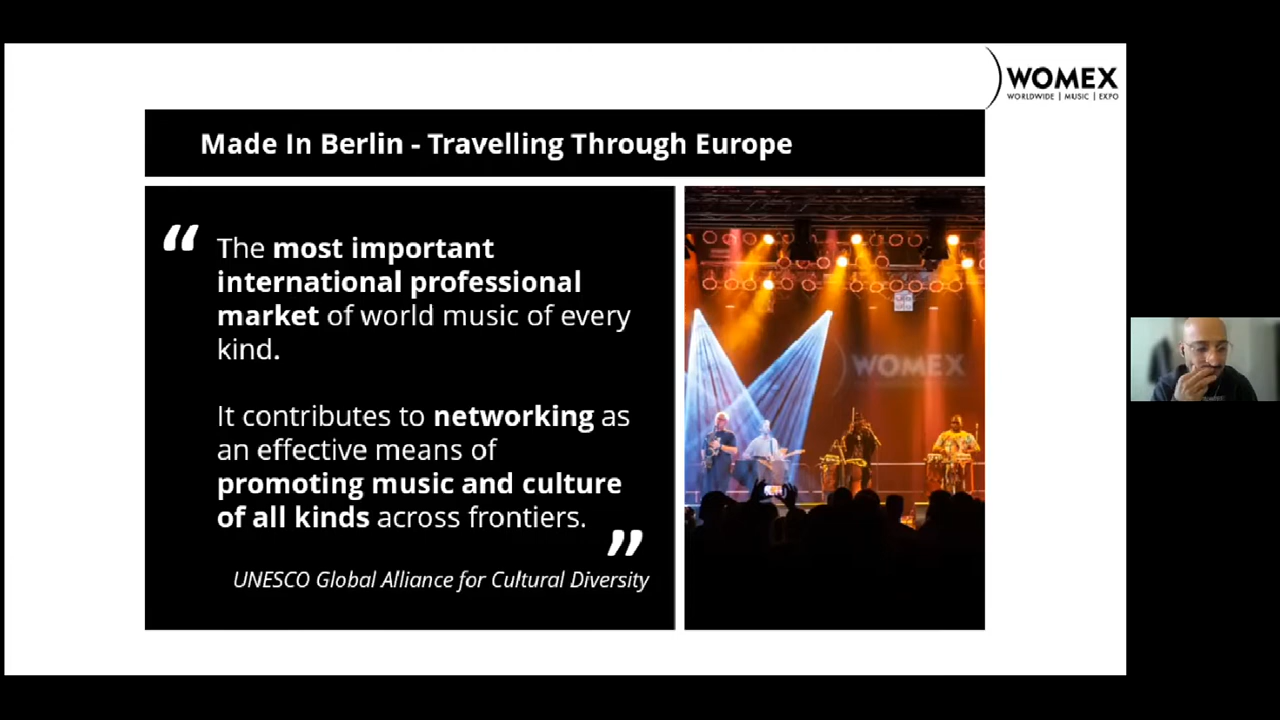 WOMEX
WORLDWIDE | MUSIC | EXPO
Made In Berlin - Travelling Through Europe
“ The most important
international professional
market of world music of every
kind.
It contributes to networking as
an effective means of
promoting music and culture
of all kinds across frontiers. ”
UNESCO Global Alliance for Cultural Diversity
WOMEX